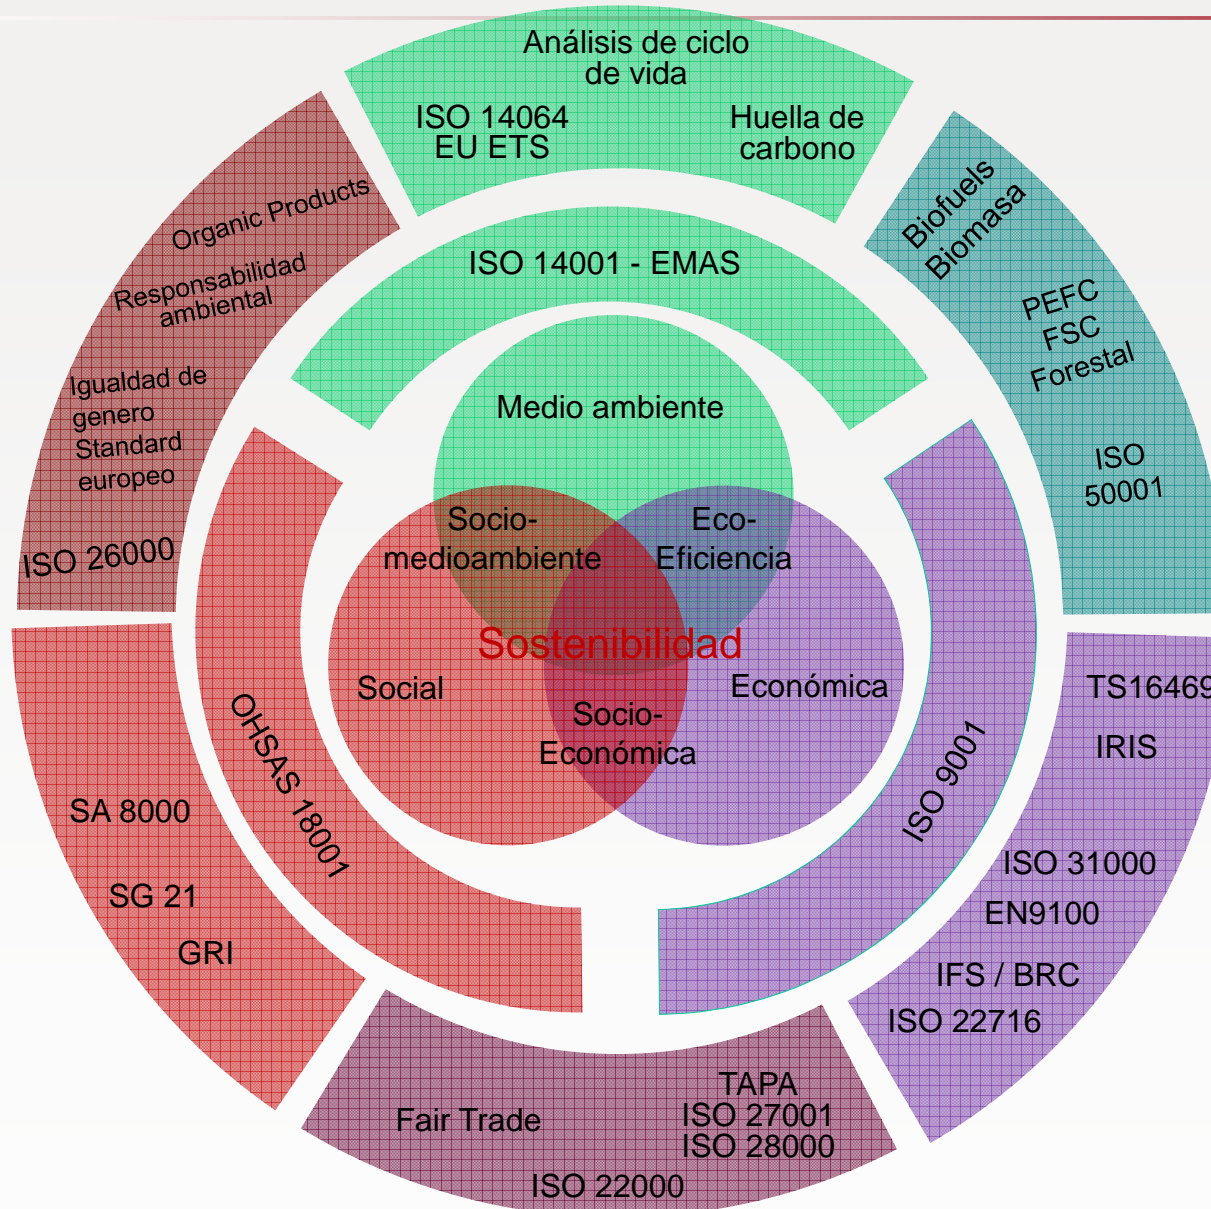 Análisis de ciclo
de vida
ISO 14064
EU ETS
Huella de
carbono
Biofuels
Biomasa
PEFC
FSC
Forestal
ISO
50001
Organic Products
Responsabilidad
ambiental
Igualdad de
genero
Standard
europeo
ISO 26000
ISO 14001 - EMAS
Medio ambiente
Socio-
medioambiente
Eco-
Eficiencia
Sostenibilidad
Social
Económica
Socio-
Económica
OHSAS 18001
ISO 9001
TS16469
IRIS
ISO 31000
EN9100
IFS / BRC
ISO 22716
SA 8000
SG 21
GRI
Fair Trade
TAPA
ISO 27001
ISO 28000
ISO 22000